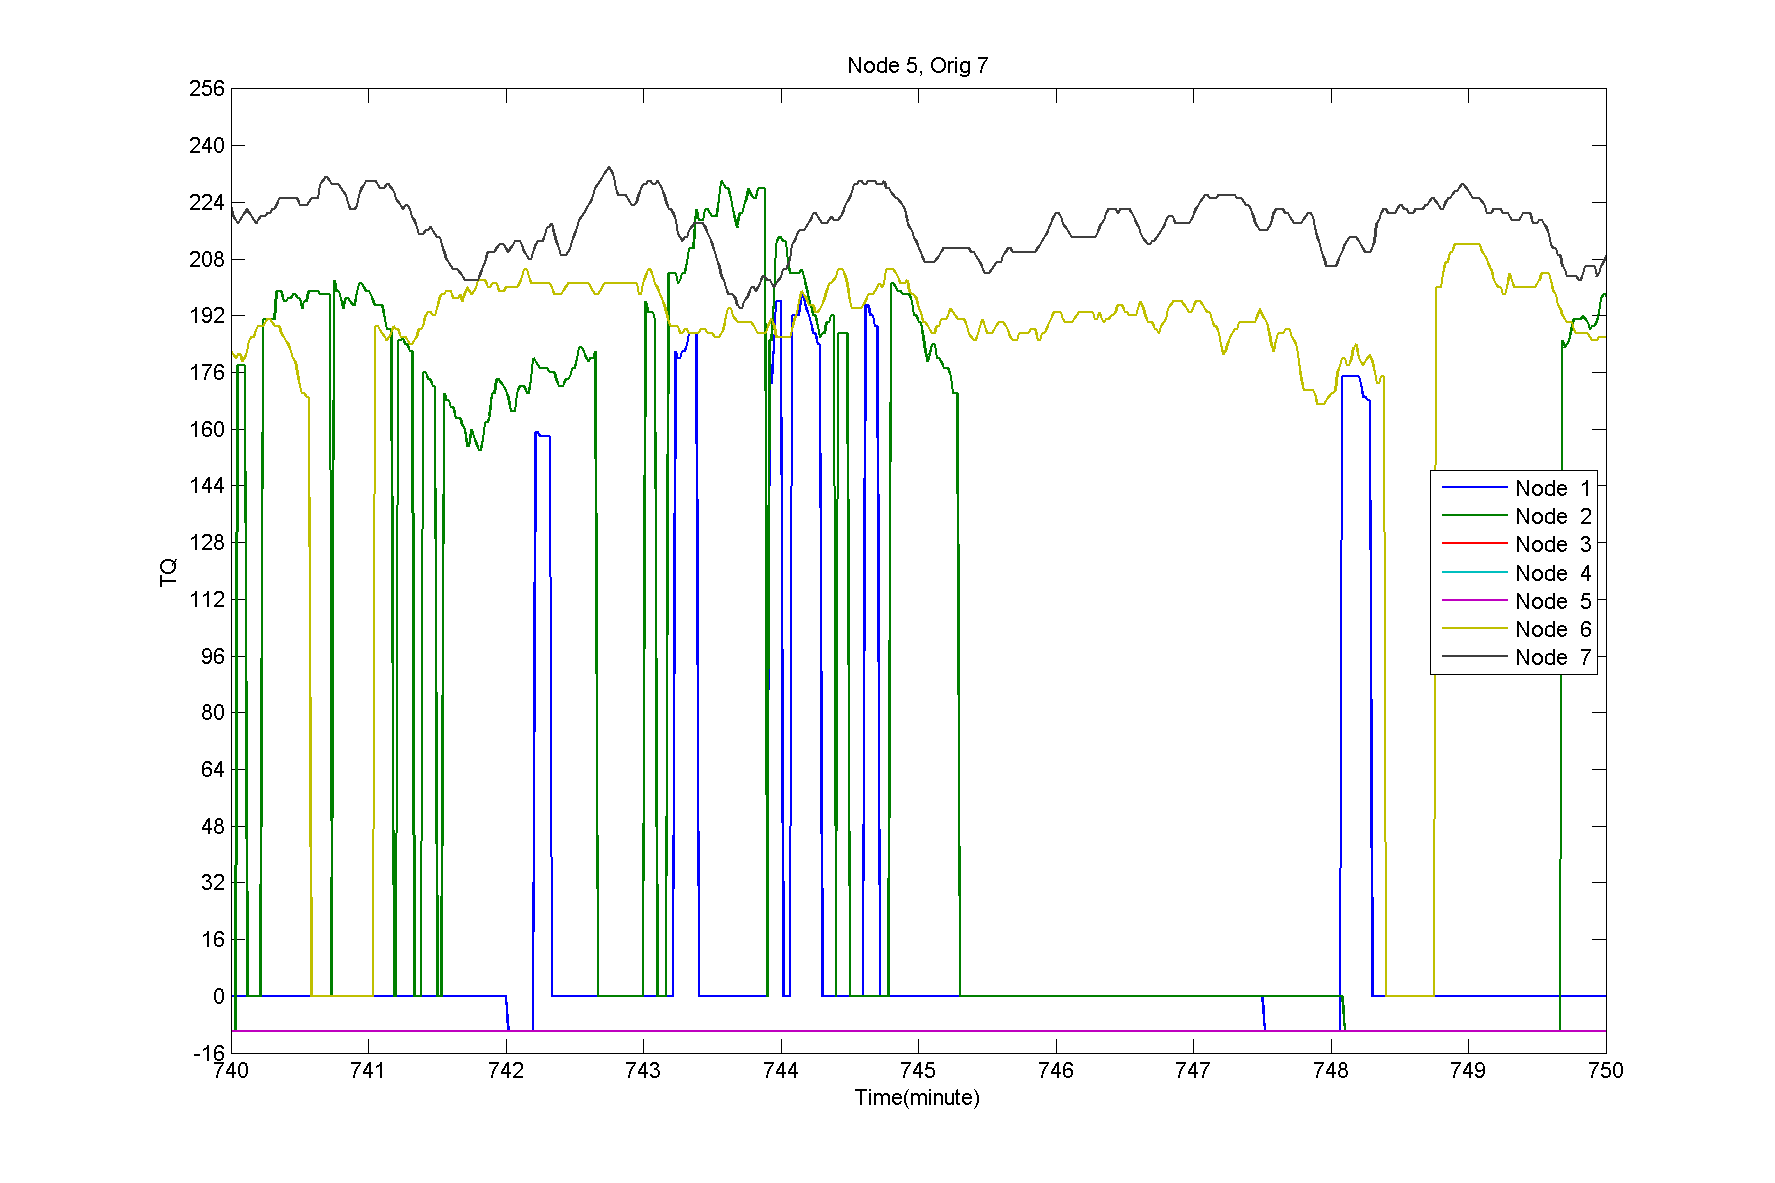 Node 5, Orig 7
256
240
224
208
192
176
160
144
128
112
96
80
64
48
32
16
0
-16
TQ
740 741 742 743 744 745 746 747 748 749 750
Time(minute)
Node 1
Node 2
Node 3
Node 4
Node 5
Node 6
Node 7